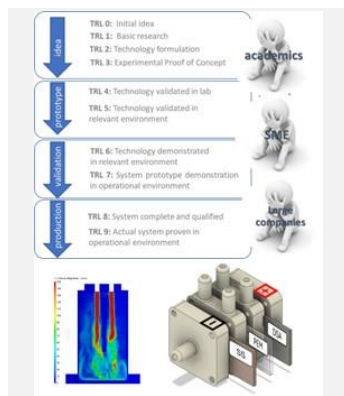 idea
TRL 0: Initial idea
TRL 1: Basic research
TRL 2: Technology formulation
TRL 3: Experimental Proof of Concept
academics
prototype
TRL 4: Technology validated in lab
TRL 5: Technology validated in
relevant environment
SME
validation
TRL 6: Technology demonstrated
in relevant environment
TRL 7: System prototype demonstration
in operational environment
Large
companies
production
TRL 8: System complete and qualified
TRL 9: Actual system proven in
operational environment
SUS
PEM
DSA